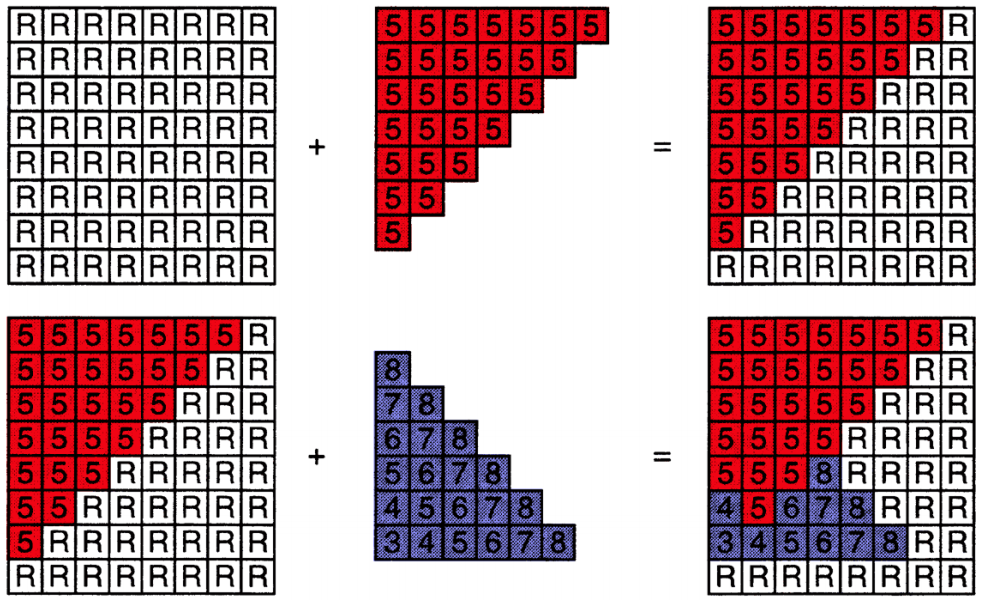 R R R R R R R R
R R R R R R R R
R R R R R R R R
R R R R R R R R
R R R R R R R R
R R R R R R R R
R R R R R R R R
R R R R R R R R
+
5 5 5 5 5 5 5
5 5 5 5 5 5
5 5 5 5 5
5 5 5 5
5 5 5
5 5
5
=
5 5 5 5 5 5 5 R
5 5 5 5 5 5 R R
5 5 5 5 5 R R R
5 5 5 5 R R R R
5 5 5 R R R R R
5 5 R R R R R R
5 R R R R R R R
R R R R R R R R
5 5 5 5 5 5 5 R
5 5 5 5 5 5 R R
5 5 5 5 5 R R R
5 5 5 5 R R R R
5 5 5 R R R R R
5 5 R R R R R R
5 R R R R R R R
R R R R R R R R
+
8
7 8
6 7 8
5 6 7 8
4 5 6 7 8
3 4 5 6 7 8
=
5 5 5 5 5 5 5 R
5 5 5 5 5 5 R R
5 5 5 5 5 R R R
5 5 5 5 R R R R
5 5 5 8 R R R R
4 5 6 7 8 R R R
3 4 5 6 7 8 R R
R R R R R R R R